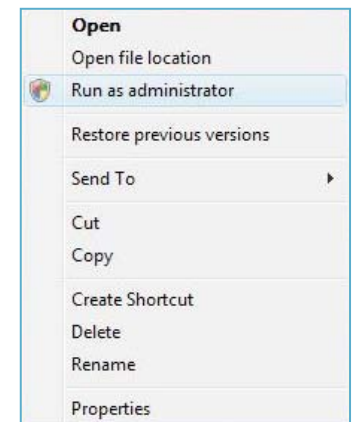 Open
Open file location
Run as administrator
Restore previous versions
Send To
Cut
Copy
Create Shortcut
Delete
Rename
Properties